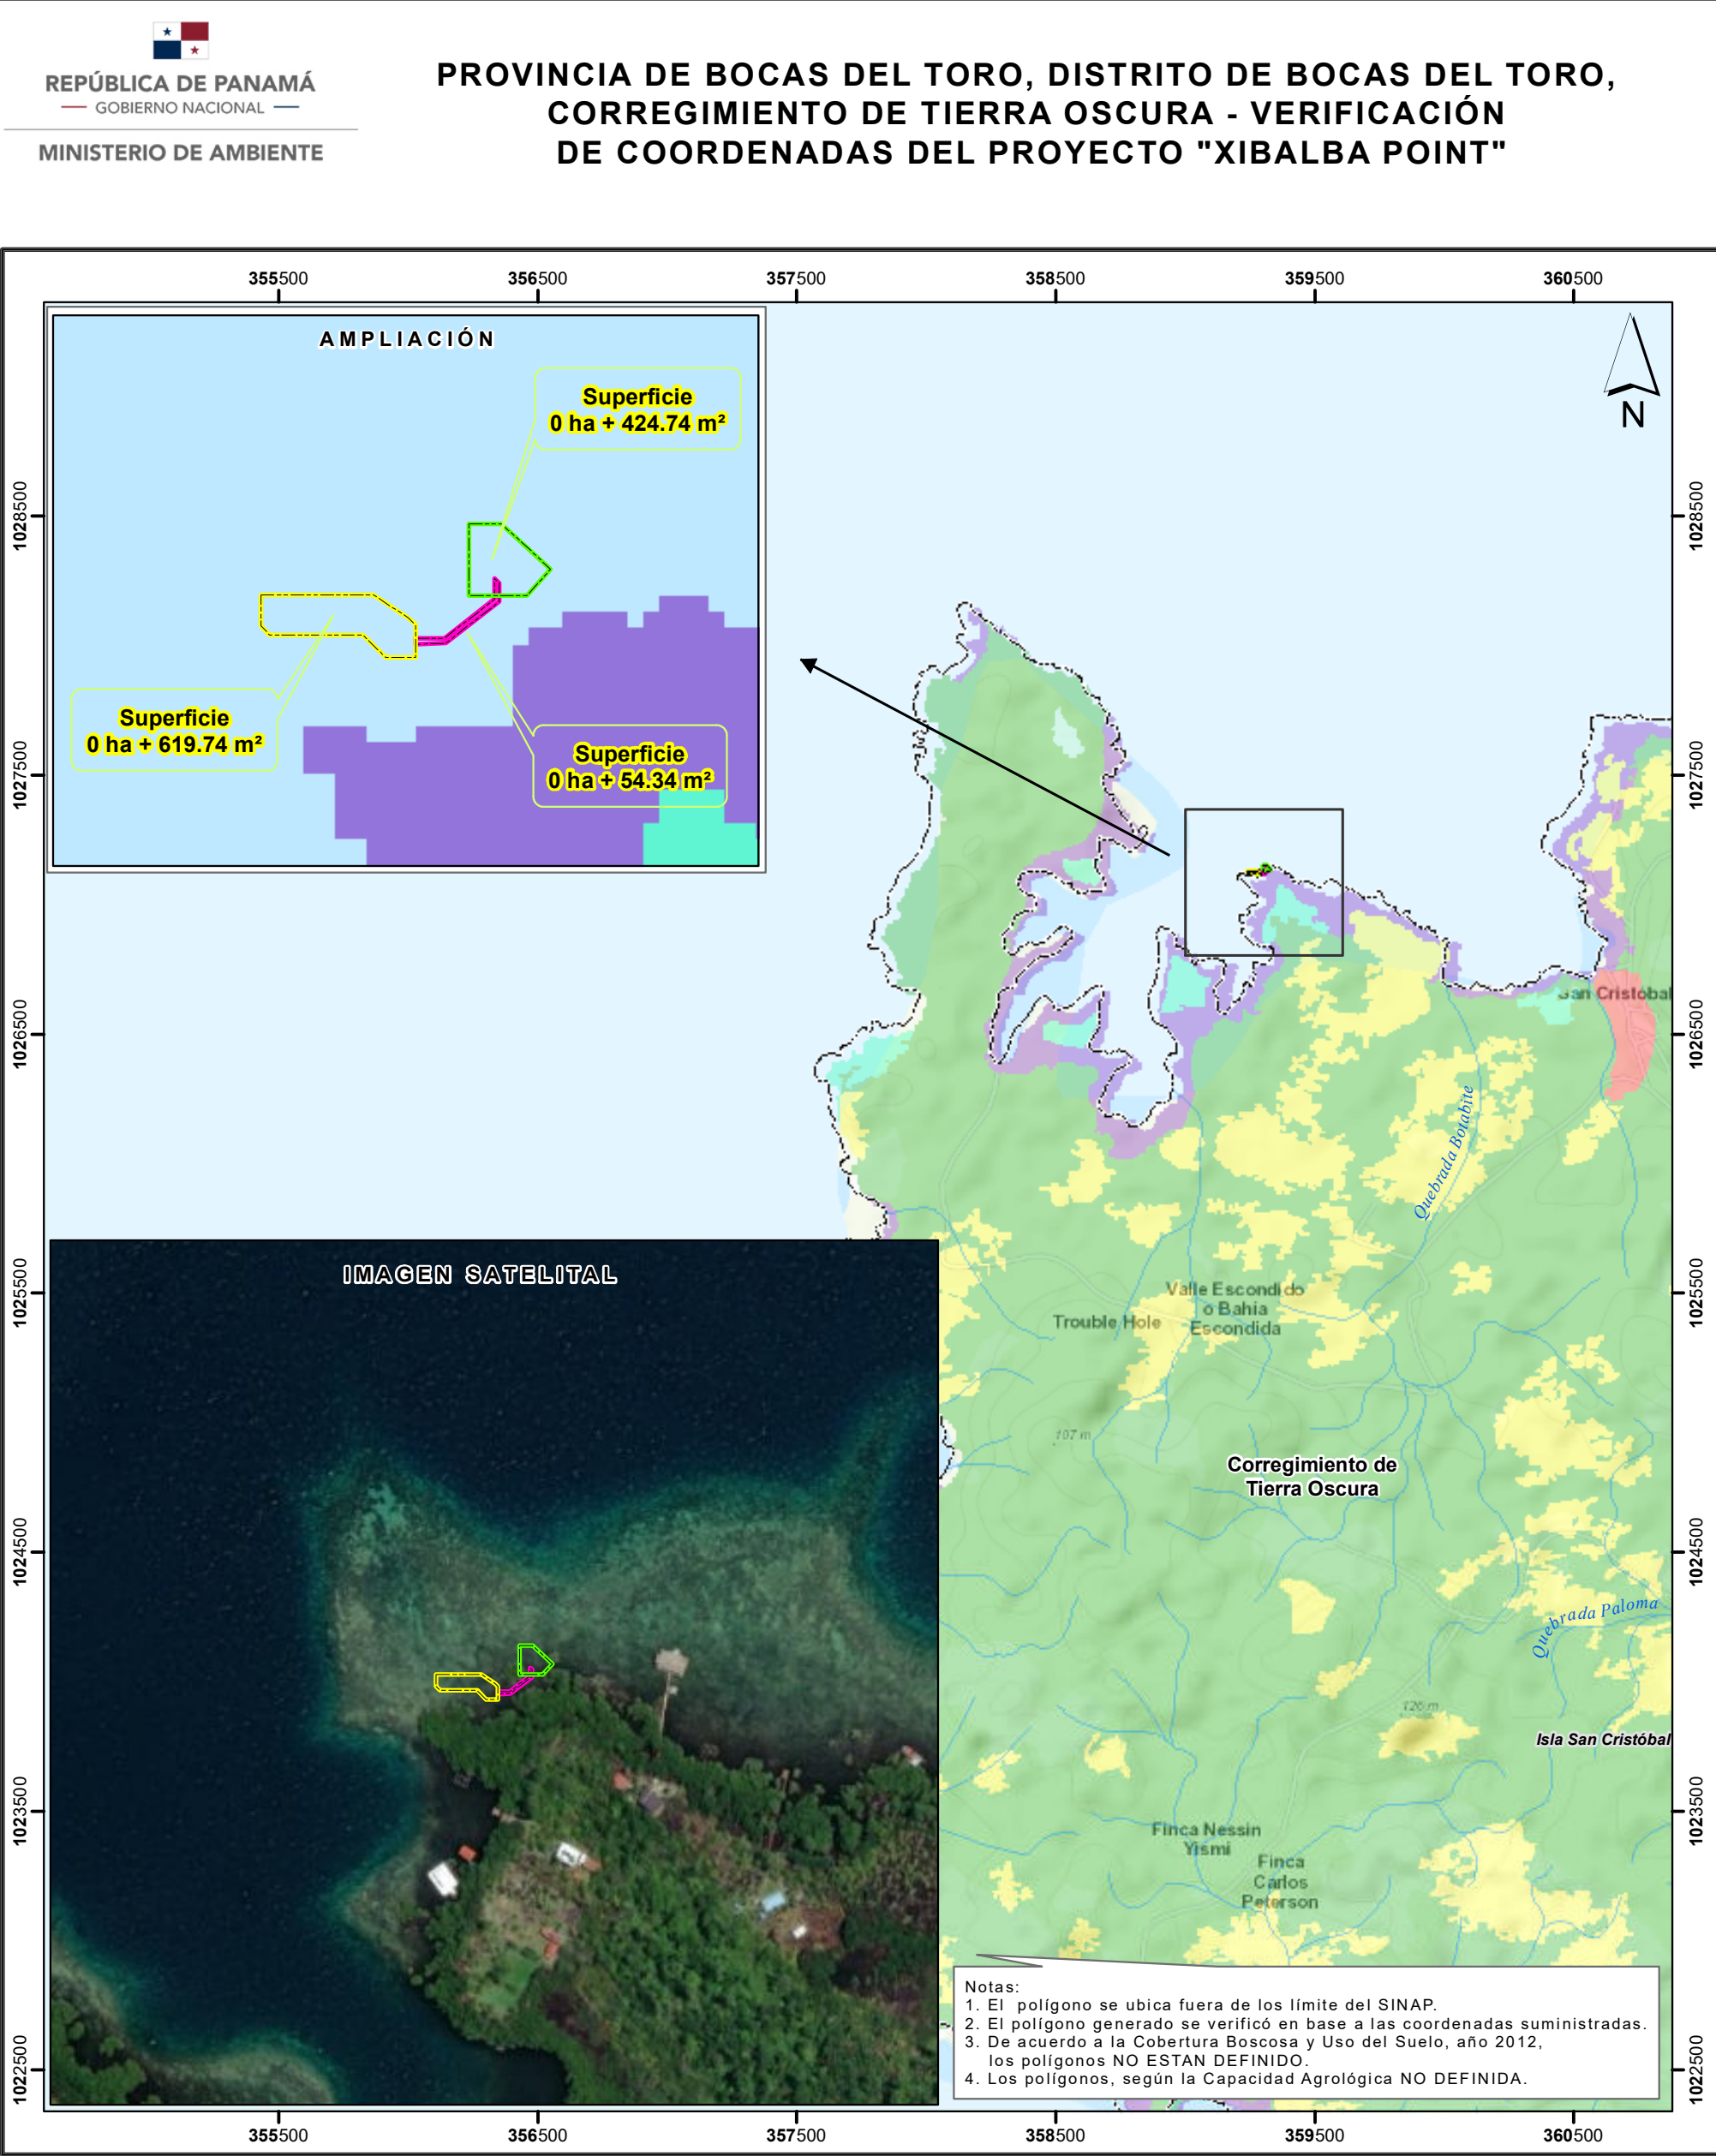 REPÚBLICA DE PANAMÁ
GOBIERNO NACIONAL
MINISTERIO DE AMBIENTE
PROVINCIA DE BOCAS DEL TORO, DISTRITO DE BOCAS DEL TORO,
CORREGIMIENTO DE TIERRA OSCURA - VERIFICACIÓN
DE COORDENADAS DEL PROYECTO "XIBALBA POINT"
355500
356500
357500
358500
359500
360500
AMPLIACIÓN
Superficie
0 ha + 424.74 m²
Superficie
0 ha + 619.74 m²
Superficie
0 ha + 54.34 m²
N
1028500
1028500
1027500
1027500
1026500
1026500
1025500
1025500
1024500
1024500
1023500
1023500
1022500
1022500
San Cristobal
Quebrada Botabite
IMAGEN SATELITAL
Valle Escondido
o Bahia
Escondida
Trouble Hole
107 m
Corregimiento de
Tierra Oscura
Quebrada Paloma
126 m
Isla San Cristóbal
Finca Nessin
Yismi
Finca
Carlos
Peterson
Notas:
1. El polígono se ubica fuera de los límite del SINAP.
2. El polígono generado se verificó en base a las coordenadas suministradas.
3. De acuerdo a la Cobertura Boscosa y Uso del Suelo, año 2012,
los polígonos NO ESTAN DEFINIDO.
4. Los polígonos, según la Capacidad Agrológica NO DEFINIDA.
355500
356500
357500
358500
359500
360500